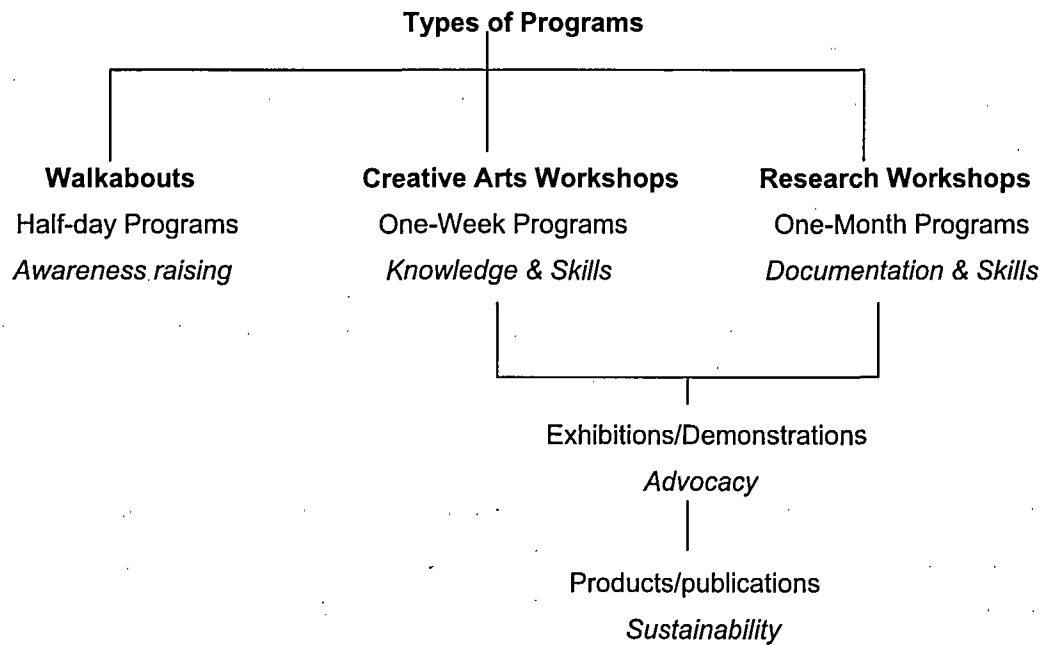 Types of Programs
Walkabouts
Half-day Programs
Awareness raising
Creative Arts Workshops
One-Week Programs
Knowledge & Skills
Research Workshops
One-Month Programs
Documentation & Skills
Exhibitions/Demonstrations
Advocacy
Products/publications
Sustainability